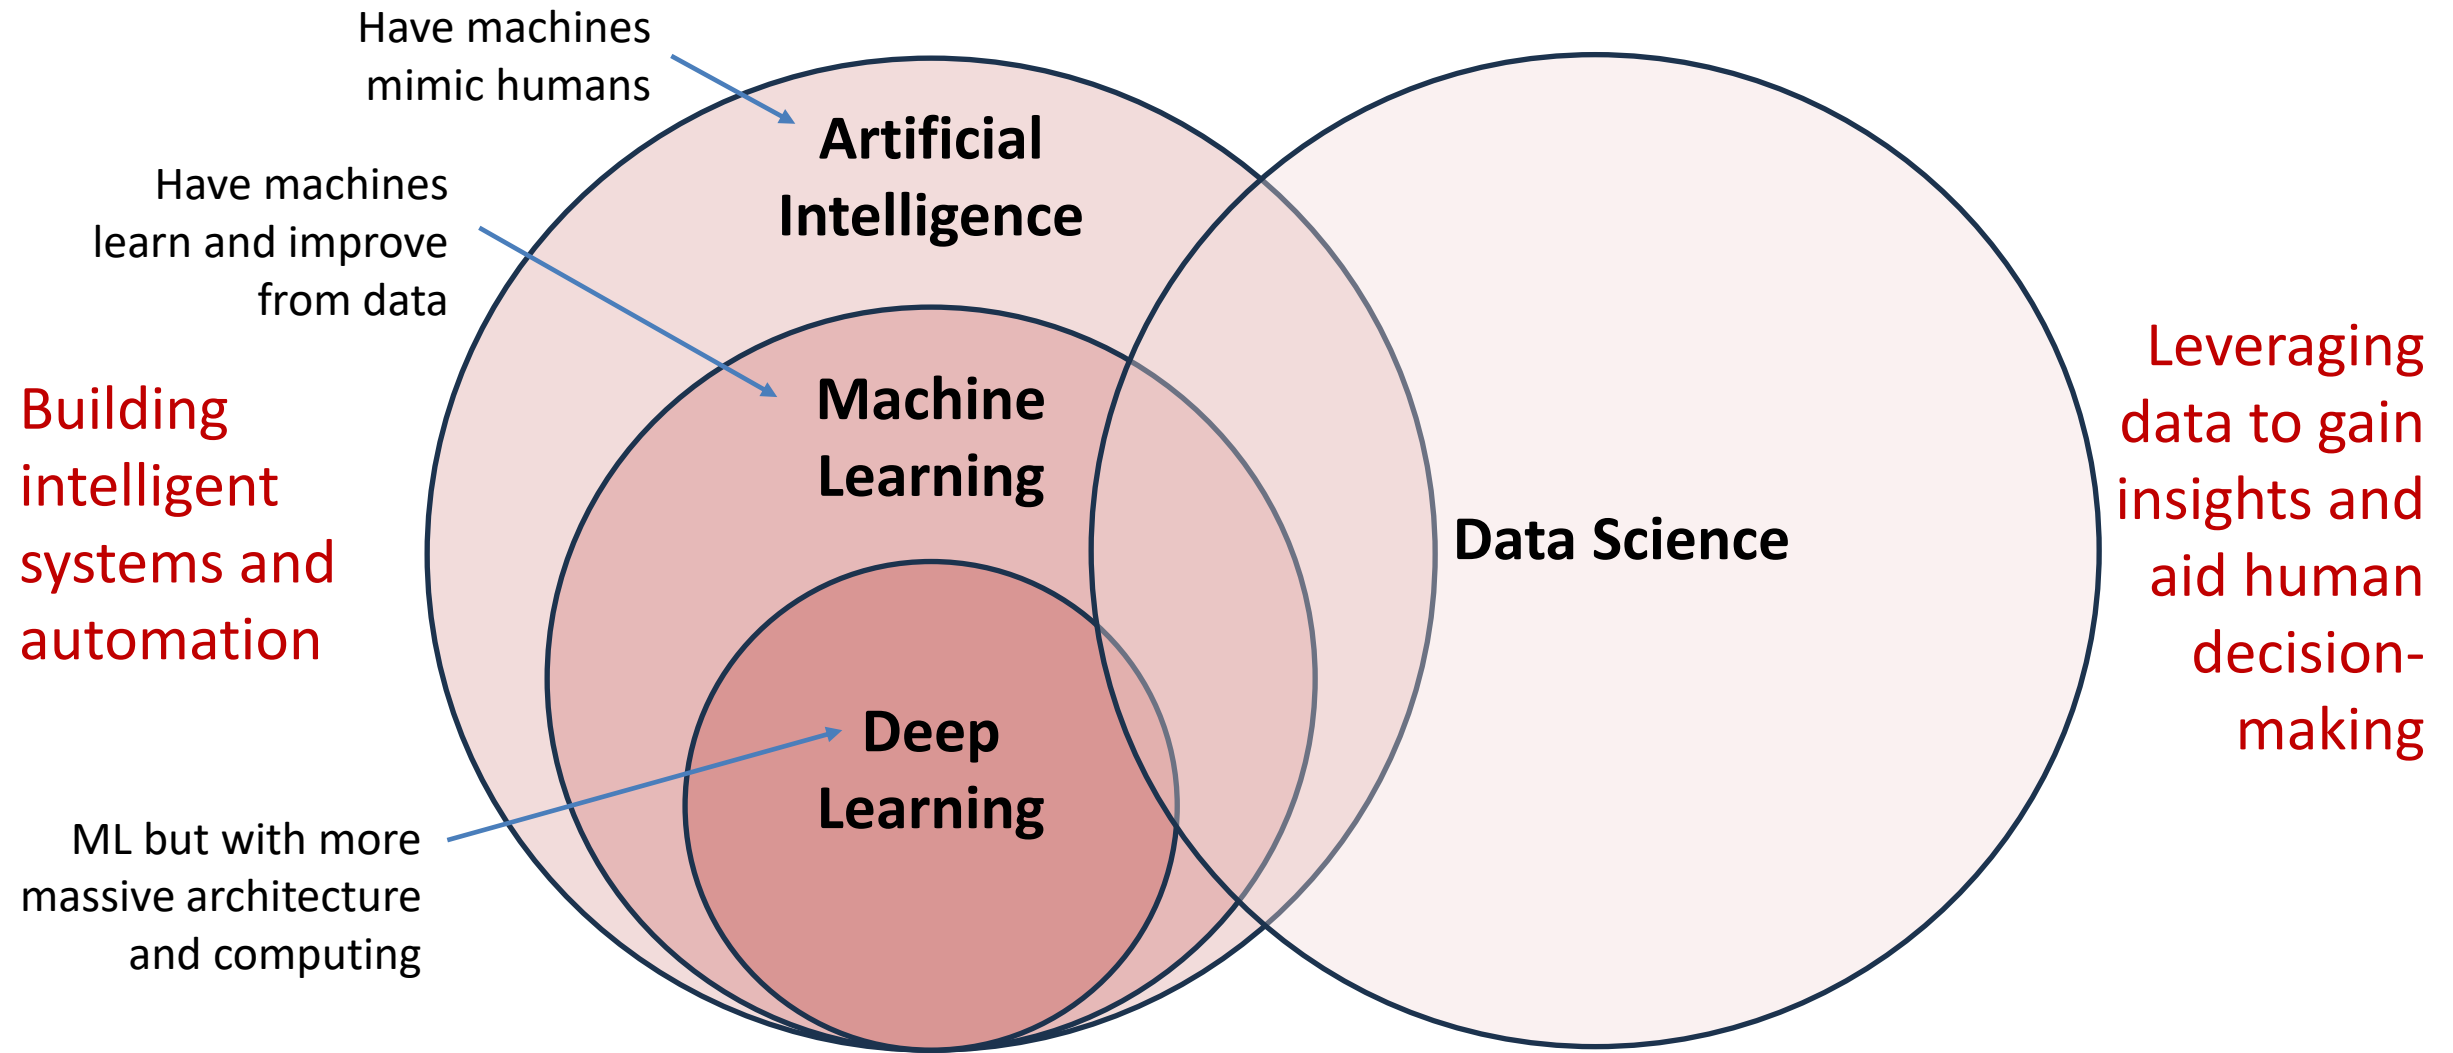 Have machines
mimic humans
Artificial
Intelligence
Have machines
learn and improve
from data
Machine
Learning
Building
intelligent
systems and
automation
Data Science
Leveraging
data to gain
insights and
aid human
decision-
making
Deep
Learning
ML but with more
massive architecture
and computing